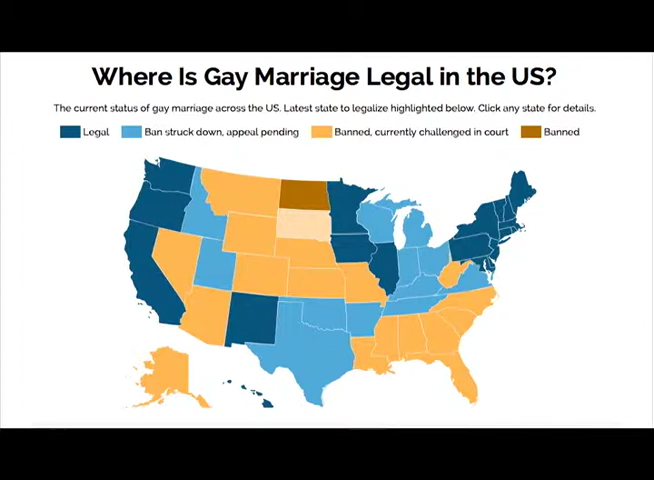 Where Is Gay Marriage Legal in the US?
The current status of gay marriage across the US. Latest state to legalize highlighted below. Click any state for details.
Legal Ban struck down, appeal pending Banned, currently challenged in court Banned